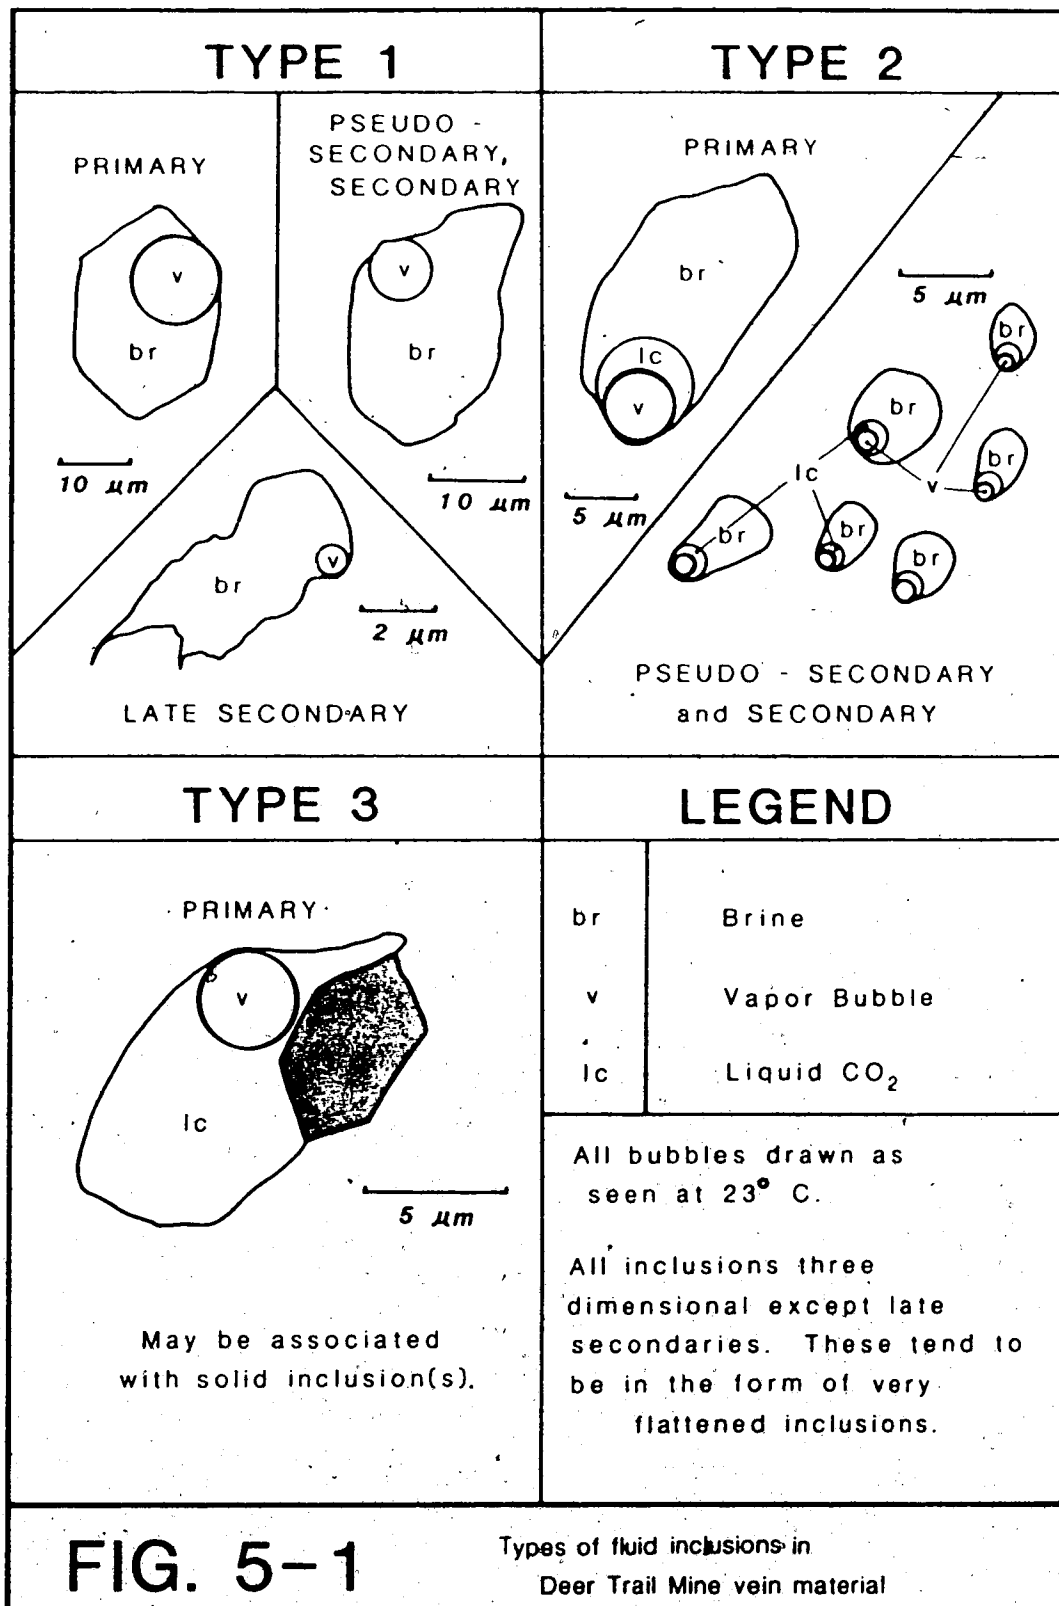 TYPE 1
PRIMARY
v
br
10 µm
PSEUDO -
SECONDARY,
SECONDARY
v
br
10 µm
br
v
2 µm
LATE SECONDARY
TYPE 2
PRIMARY
br
lc
v
5 µm
5 µm
br
br
br
lc
v
br
br
br
PSEUDO - SECONDARY
and SECONDARY
TYPE 3
PRIMARY
v
lc
5 µm
May be associated
with solid inclusion(s).
LEGEND
br Brine
v Vapor Bubble
lc Liquid CO₂
All bubbles drawn as
seen at 23° C.
All inclusions three
dimensional except late
secondaries. These tend to
be in the form of very
flattened inclusions.
FIG. 5-1
Types of fluid inclusions in
Deer Trail Mine vein material